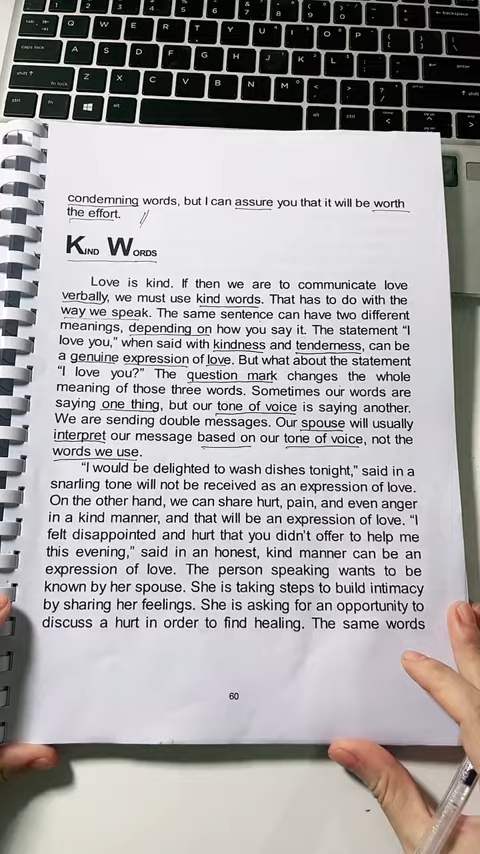 condemning words, but I can assure you that it will be worth
the effort.
KIND WORDS
Love is kind. If then we are to communicate love
verbally, we must use kind words. That has to do with the
way we speak. The same sentence can have two different
meanings, depending on how you say it. The statement “I
love you,” when said with kindness and tenderness, can be
a genuine expression of love. But what about the statement
“I love you?” The question mark changes the whole
meaning of those three words. Sometimes our words are
saying one thing, but our tone of voice is saying another.
We are sending double messages. Our spouse will usually
interpret our message based on our tone of voice, not the
words we use.
“I would be delighted to wash dishes tonight,” said in a
snarling tone will not be received as an expression of love.
On the other hand, we can share hurt, pain, and even anger
in a kind manner, and that will be an expression of love. “I
felt disappointed and hurt that you didn’t offer to help me
this evening,” said in an honest, kind manner can be an
expression of love. The person speaking wants to be
known by her spouse. She is taking steps to build intimacy
by sharing her feelings. She is asking for an opportunity to
discuss a hurt in order to find healing. The same words
60